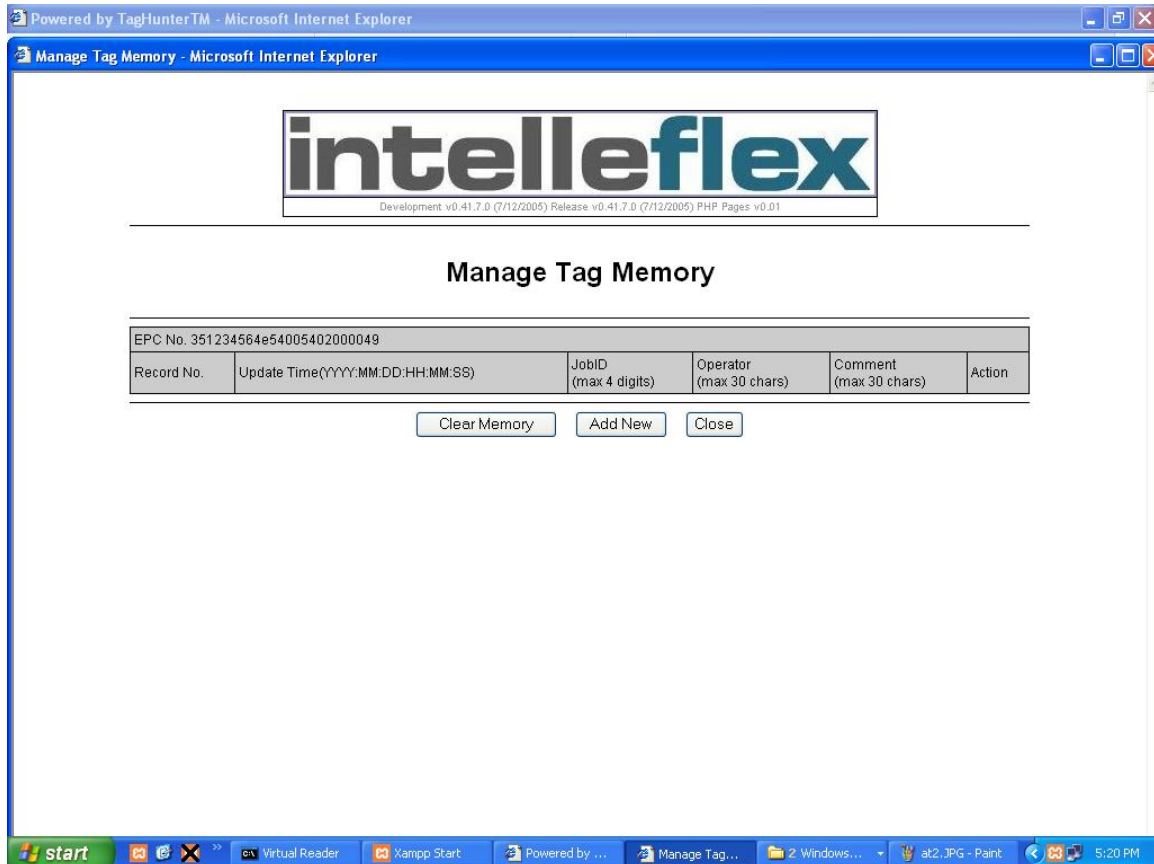 Powered by TagHunterTM - Microsoft Internet Explorer
Manage Tag Memory - Microsoft Internet Explorer
intelleflex
Development v0.41.7.0 (7/12/2005) Release v0.41.7.0 (7/12/2005) PHP Pages v0.01
Manage Tag Memory
EPC No. 351234564e54005402000049
Record No. Update Time(YYYY:MM:DD:HH:MM:SS) JobID Operator Comment Action
(max 4 digits) (max 30 chars) (max 30 chars)
Clear Memory Add New Close
start Virtual Reader Xampp Start Powered by ... Manage Tag... 2 Windows... at2.JPG - Paint 5:20 PM